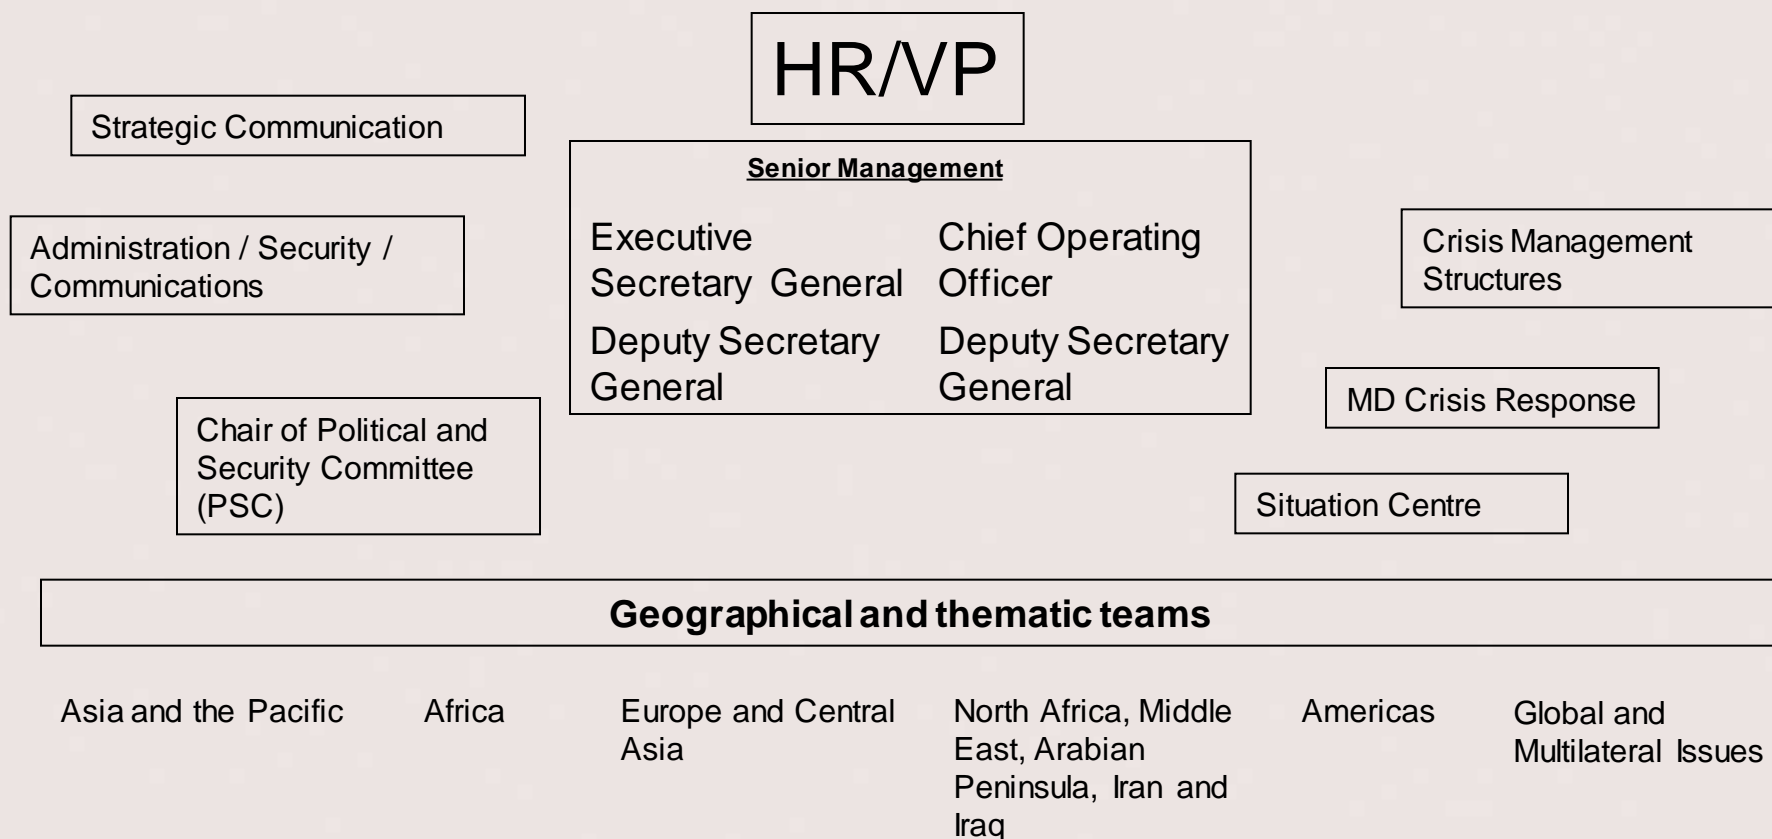 HR/VP
Strategic Communication
Senior Management
Administration / Security /
Communications
Executive
Secretary General
Chief Operating
Officer
Deputy Secretary
General
Deputy Secretary
General
Crisis Management
Structures
MD Crisis Response
Chair of Political and
Security Committee
(PSC)
Situation Centre
Geographical and thematic teams
Asia and the Pacific
Africa
Europe and Central
Asia
North Africa, Middle
East, Arabian
Peninsula, Iran and
Iraq
Americas
Global and
Multilateral Issues